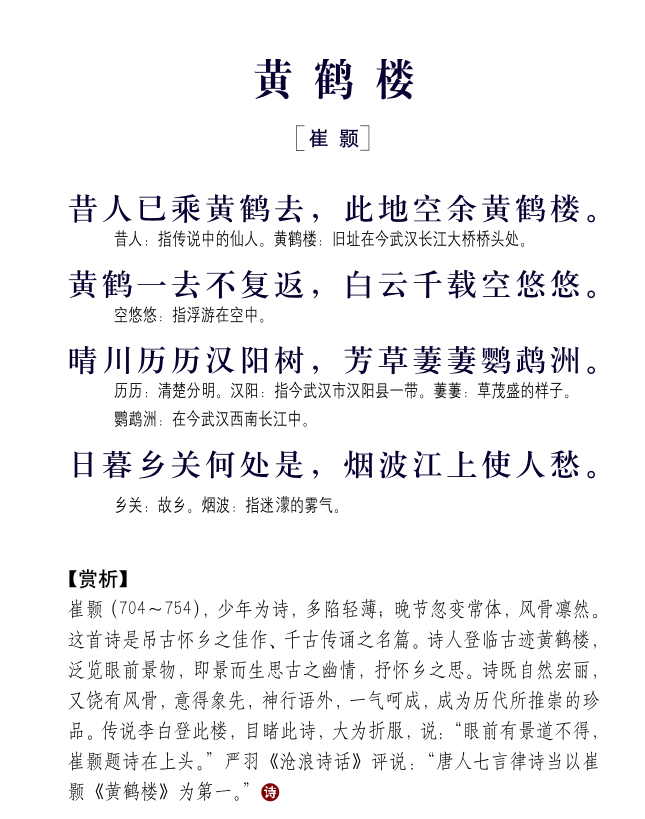 黄鹤楼
[崔颢]
昔人已乘黄鹤去，此地空余黄鹤楼。
昔人：指传说中的仙人。黄鹤楼：旧址在今武汉长江大桥桥头处。
黄鹤一去不复返，白云千载空悠悠。
空悠悠：指浮游在空中。
晴川历历汉阳树，芳草萋萋鹦鹉洲。
历历：清楚分明。汉阳：指今武汉市汉阳县一带。萋萋：草茂盛的样子。
鹦鹉洲：在今武汉西南长江中。
日暮乡关何处是，烟波江上使人愁。
乡关：故乡。烟波：指迷濛的雾气。
【赏析】
崔颢（704～754），少年为诗，多陷轻薄；晚节忽变常体，风骨凛然。
这首诗是吊古怀乡之佳作、千古传诵之名篇。诗人登临古迹黄鹤楼，
泛览眼前景物，即景而生思古之幽情，抒怀乡之思。诗既自然宏丽，
又饶有风骨，意得象先，神行语外，一气呵成，成为历代所推崇的珍
品。传说李白登此楼，目睹此诗，大为折服，说：“眼前有景道不得，
崔颢题诗在上头。”严羽《沧浪诗话》评说：“唐人七言律诗当以崔
颢《黄鹤楼》为第一。”诗